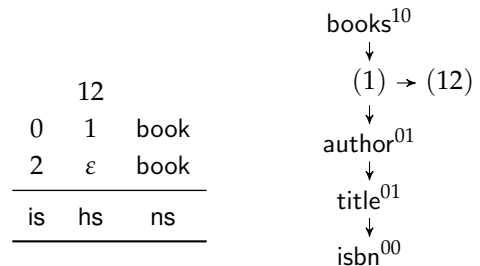 12
0 1 book
2 ε book
is hs ns
books¹⁰
(1) → (12)
author⁰¹
title⁰¹
isbn⁰⁰